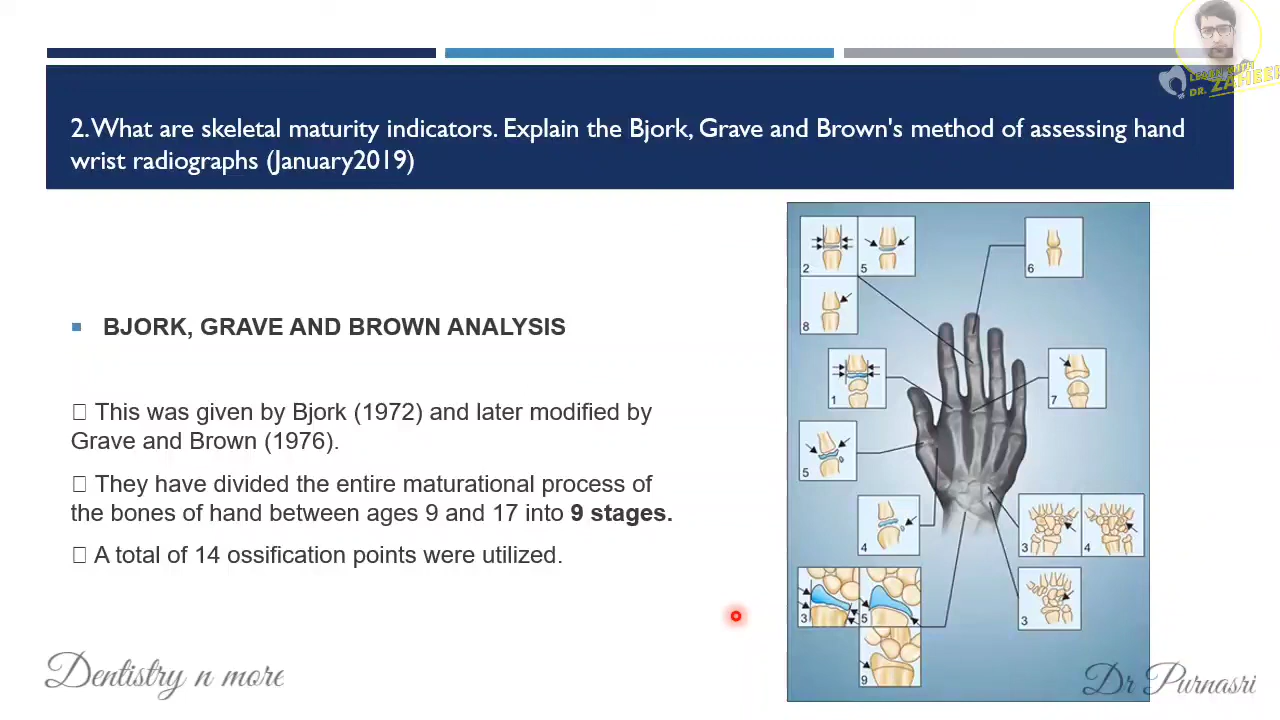 LEARN WITH
DR. ZAHEER
2. What are skeletal maturity indicators. Explain the Bjork, Grave and Brown's method of assessing hand
wrist radiographs (January2019)
BJORK, GRAVE AND BROWN ANALYSIS
This was given by Bjork (1972) and later modified by
Grave and Brown (1976).
They have divided the entire maturational process of
the bones of hand between ages 9 and 17 into 9 stages.
A total of 14 ossification points were utilized.
2 5
6
8
1
7
5
4
3 4
3 5
3
9
Dentistry n more
Dr Purnasri